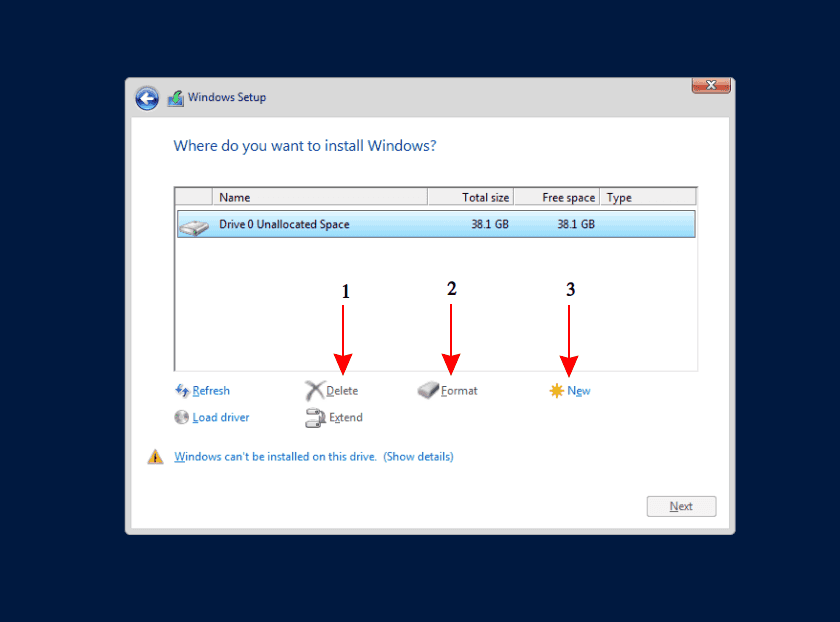 Windows Setup
Where do you want to install Windows?
Name Total size Free space Type
Drive 0 Unallocated Space 38.1 GB 38.1 GB
1 2 3
Refresh Delete Format New
Load driver Extend
Windows can't be installed on this drive. (Show details)
Next